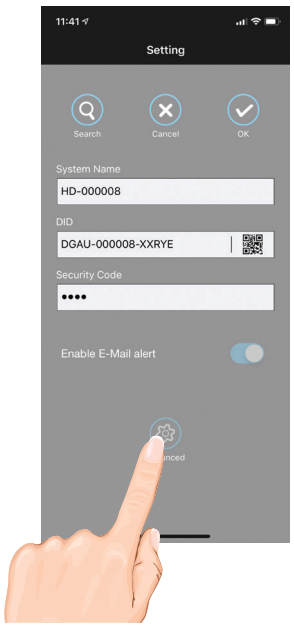 11:41
Setting
Search Cancel OK
System Name
HD-000008
DID
DGAU-000008-XXRYE
Security Code
••••
Enable E-Mail alert